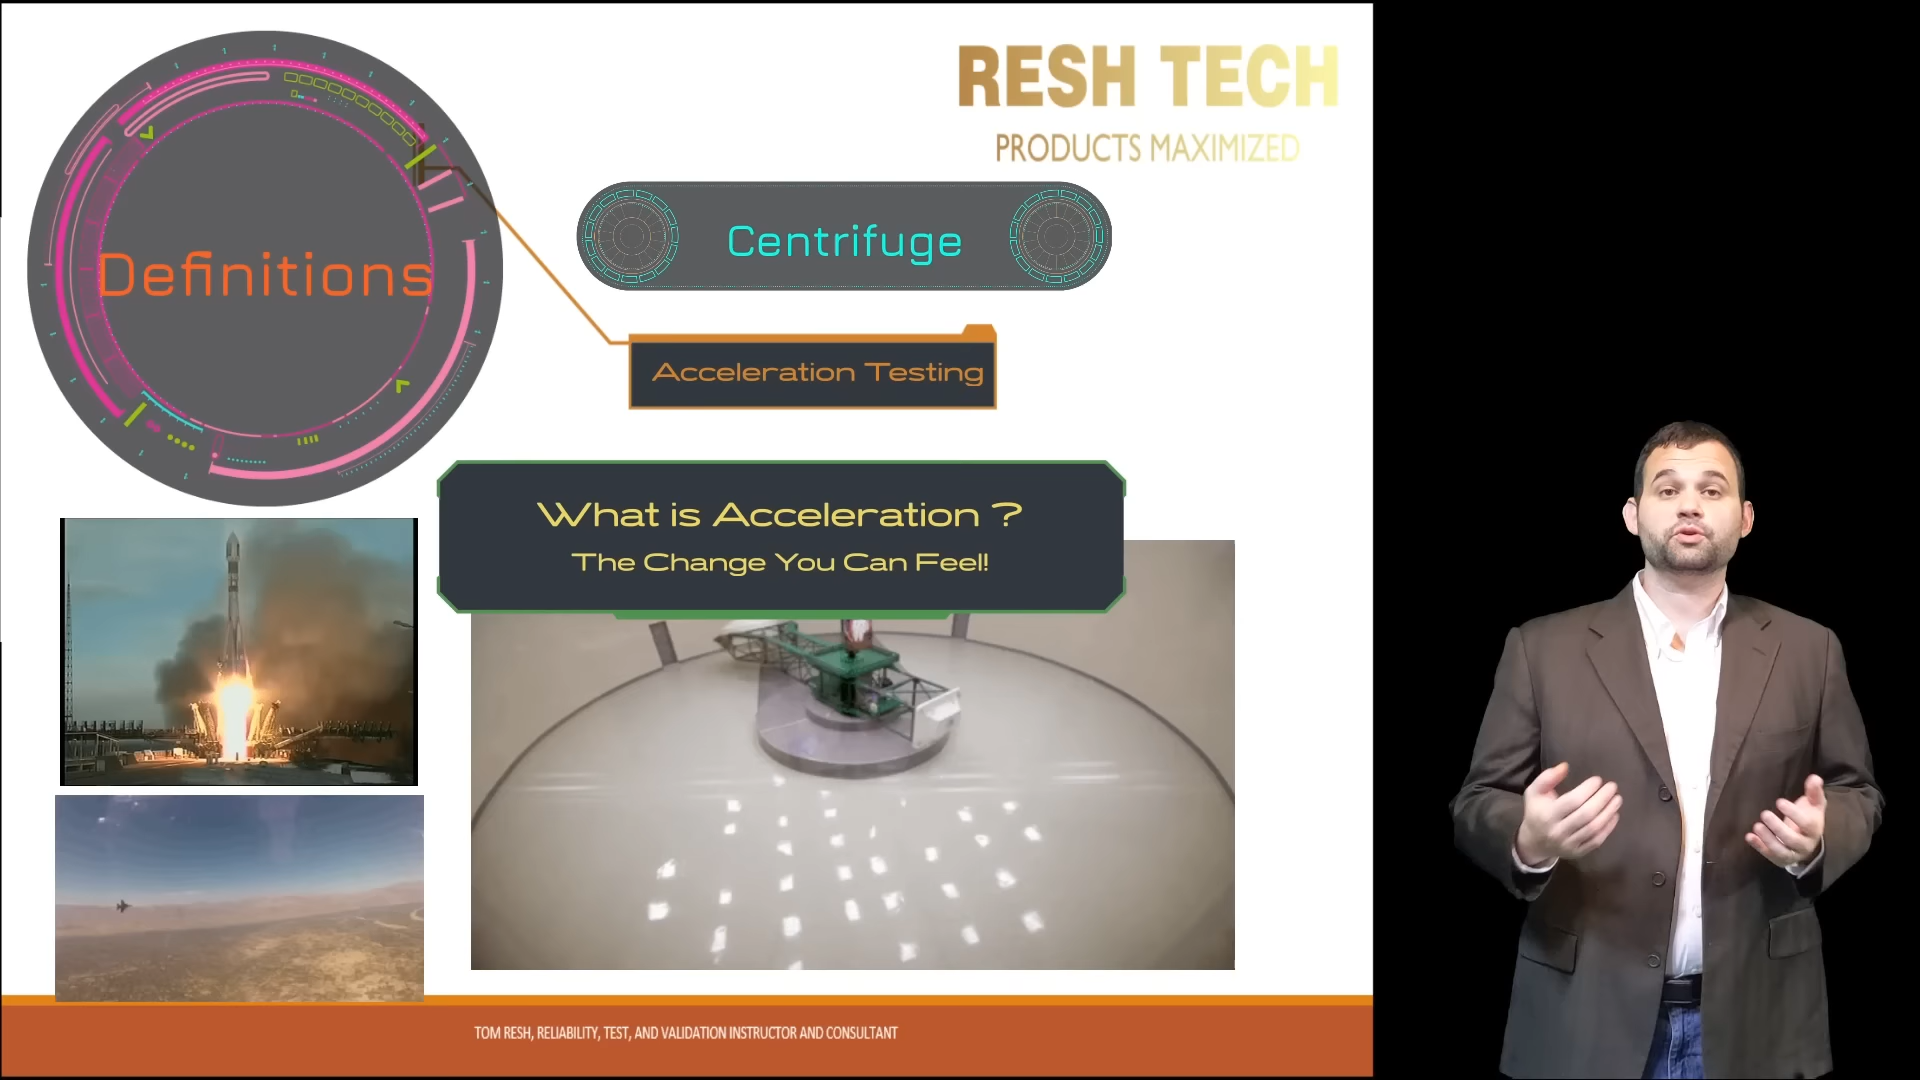 RESH TECH
PRODUCTS MAXIMIZED
Definitions
Centrifuge
Acceleration Testing
What is Acceleration ?
The Change You Can Feel!
TOM RESH, RELIABILITY, TEST, AND VALIDATION INSTRUCTOR AND CONSULTANT